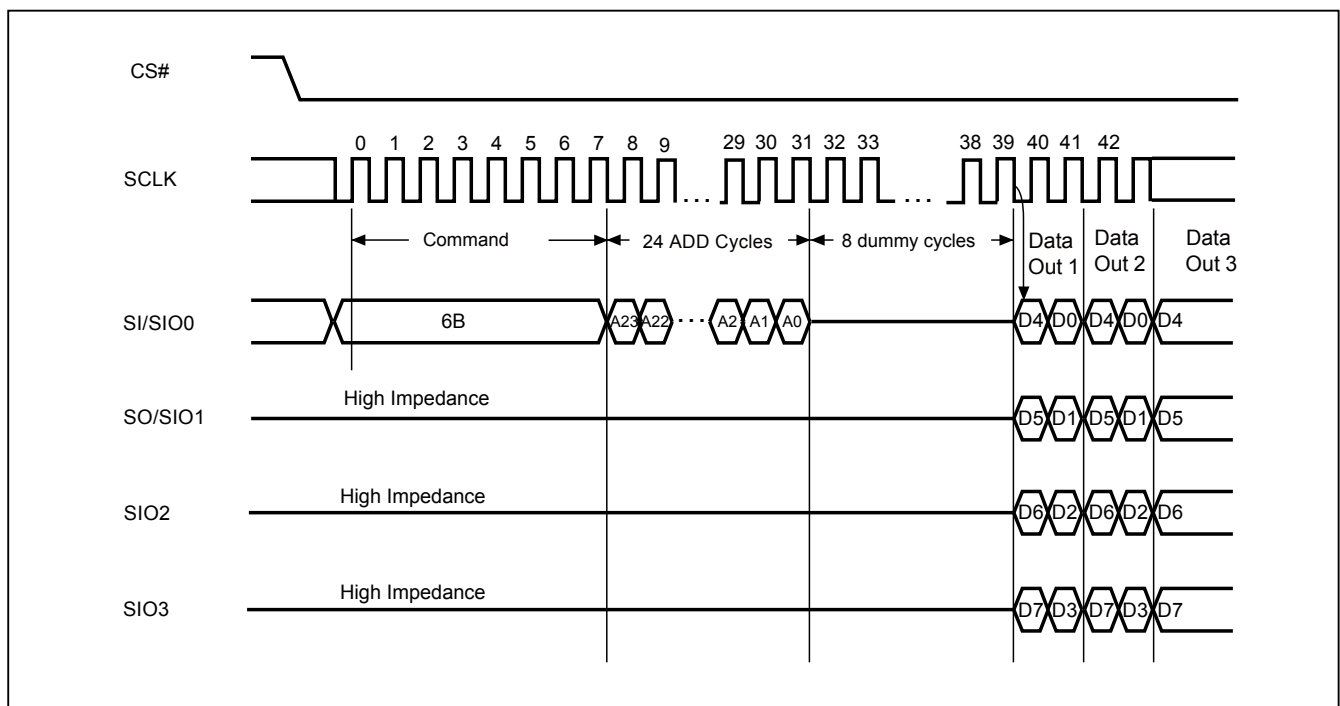 CS#
0 1 2 3 4 5 6 7 8 9 29 30 31 32 33 38 39 40 41 42
SCLK
Command 24 ADD Cycles 8 dummy cycles Data Out 1 Data Out 2 Data Out 3
SI/SIO0 6B A23 A22 A2 A1 A0 D4 D0 D4 D0 D4
High Impedance
SO/SIO1 D5 D1 D5 D1 D5
High Impedance
SIO2 D6 D2 D6 D2 D6
High Impedance
SIO3 D7 D3 D7 D3 D7